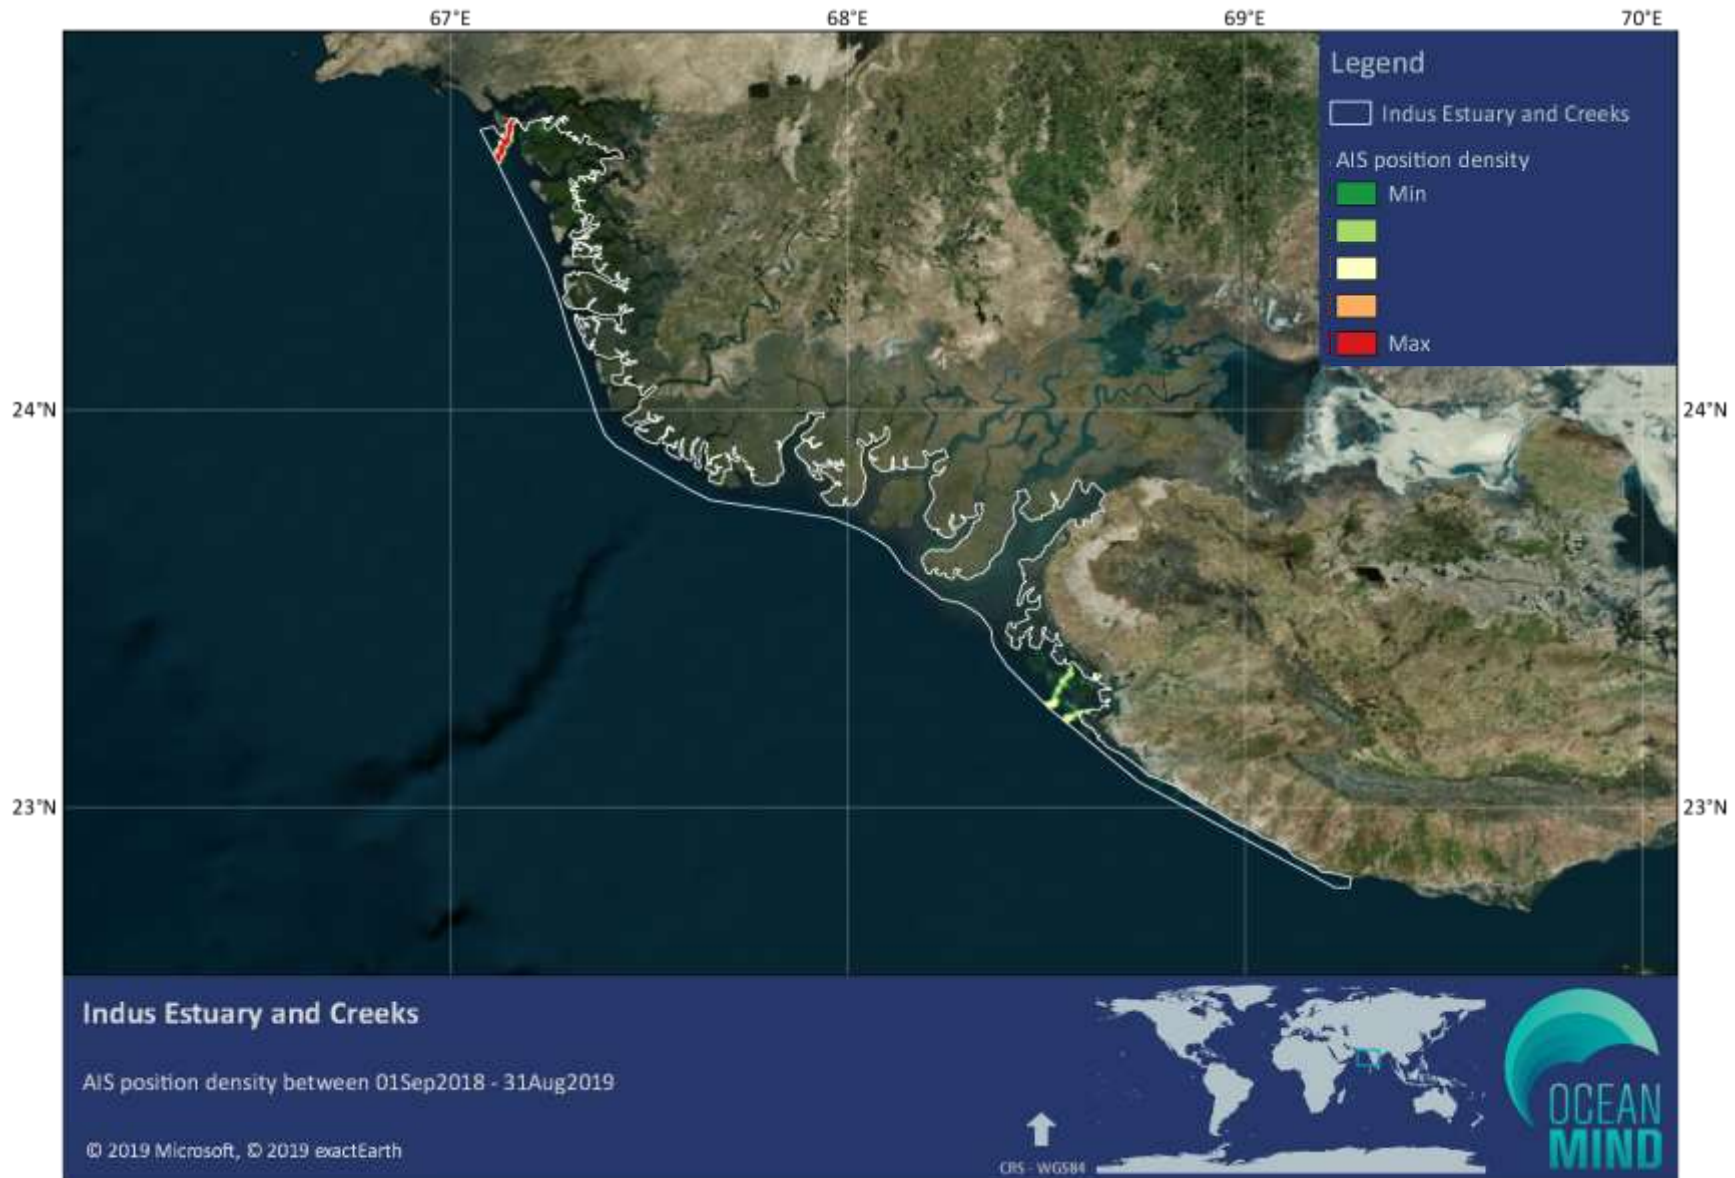 67°E 68°E 69°E 70°E
Legend
Indus Estuary and Creeks
AIS position density
Min
Max
24°N 24°N
23°N 23°N
Indus Estuary and Creeks
AIS position density between 01Sep2018 - 31Aug2019
© 2019 Microsoft, © 2019 exactEarth
CRS - WGS84
OCEAN
MIND